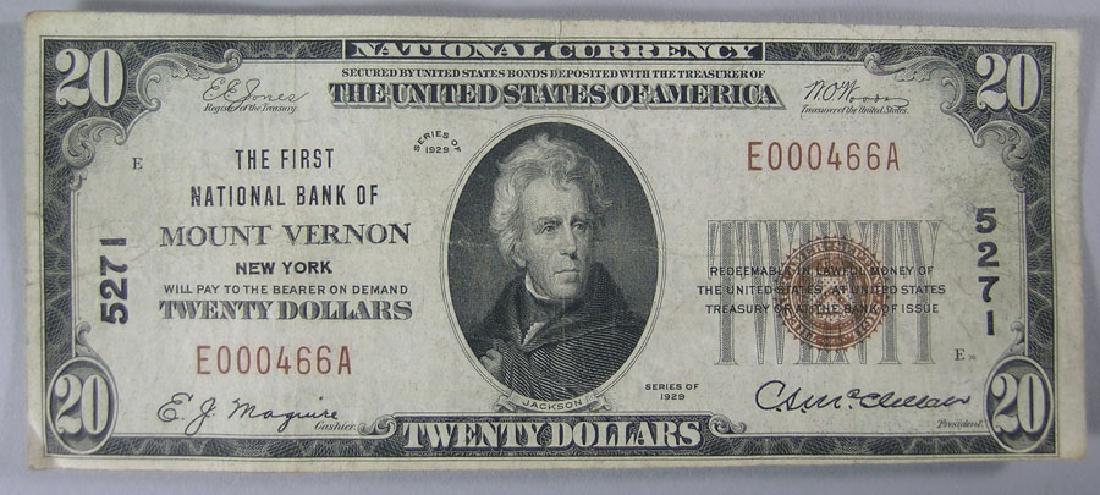 NATIONAL CURRENCY
SECURED BY UNITED STATES BONDS DEPOSITED WITH THE TREASURER OF
THE UNITED STATES OF AMERICA
20
20
E.E. Jones
Register of the Treasury.
W.O. Woods
Treasurer of the United States.
SERIES OF
1929
E
THE FIRST
NATIONAL BANK OF
MOUNT VERNON
NEW YORK
WILL PAY TO THE BEARER ON DEMAND
TWENTY DOLLARS
E000466A
5271
E000466A
TWENTY
REDEEMABLE IN LAWFUL MONEY OF
THE UNITED STATES AT UNITED STATES
TREASURY OR AT THE BANK OF ISSUE
5271
E
E. J. Maguire
Cashier.
JACKSON
SERIES OF
1929
President.
20
TWENTY DOLLARS
20